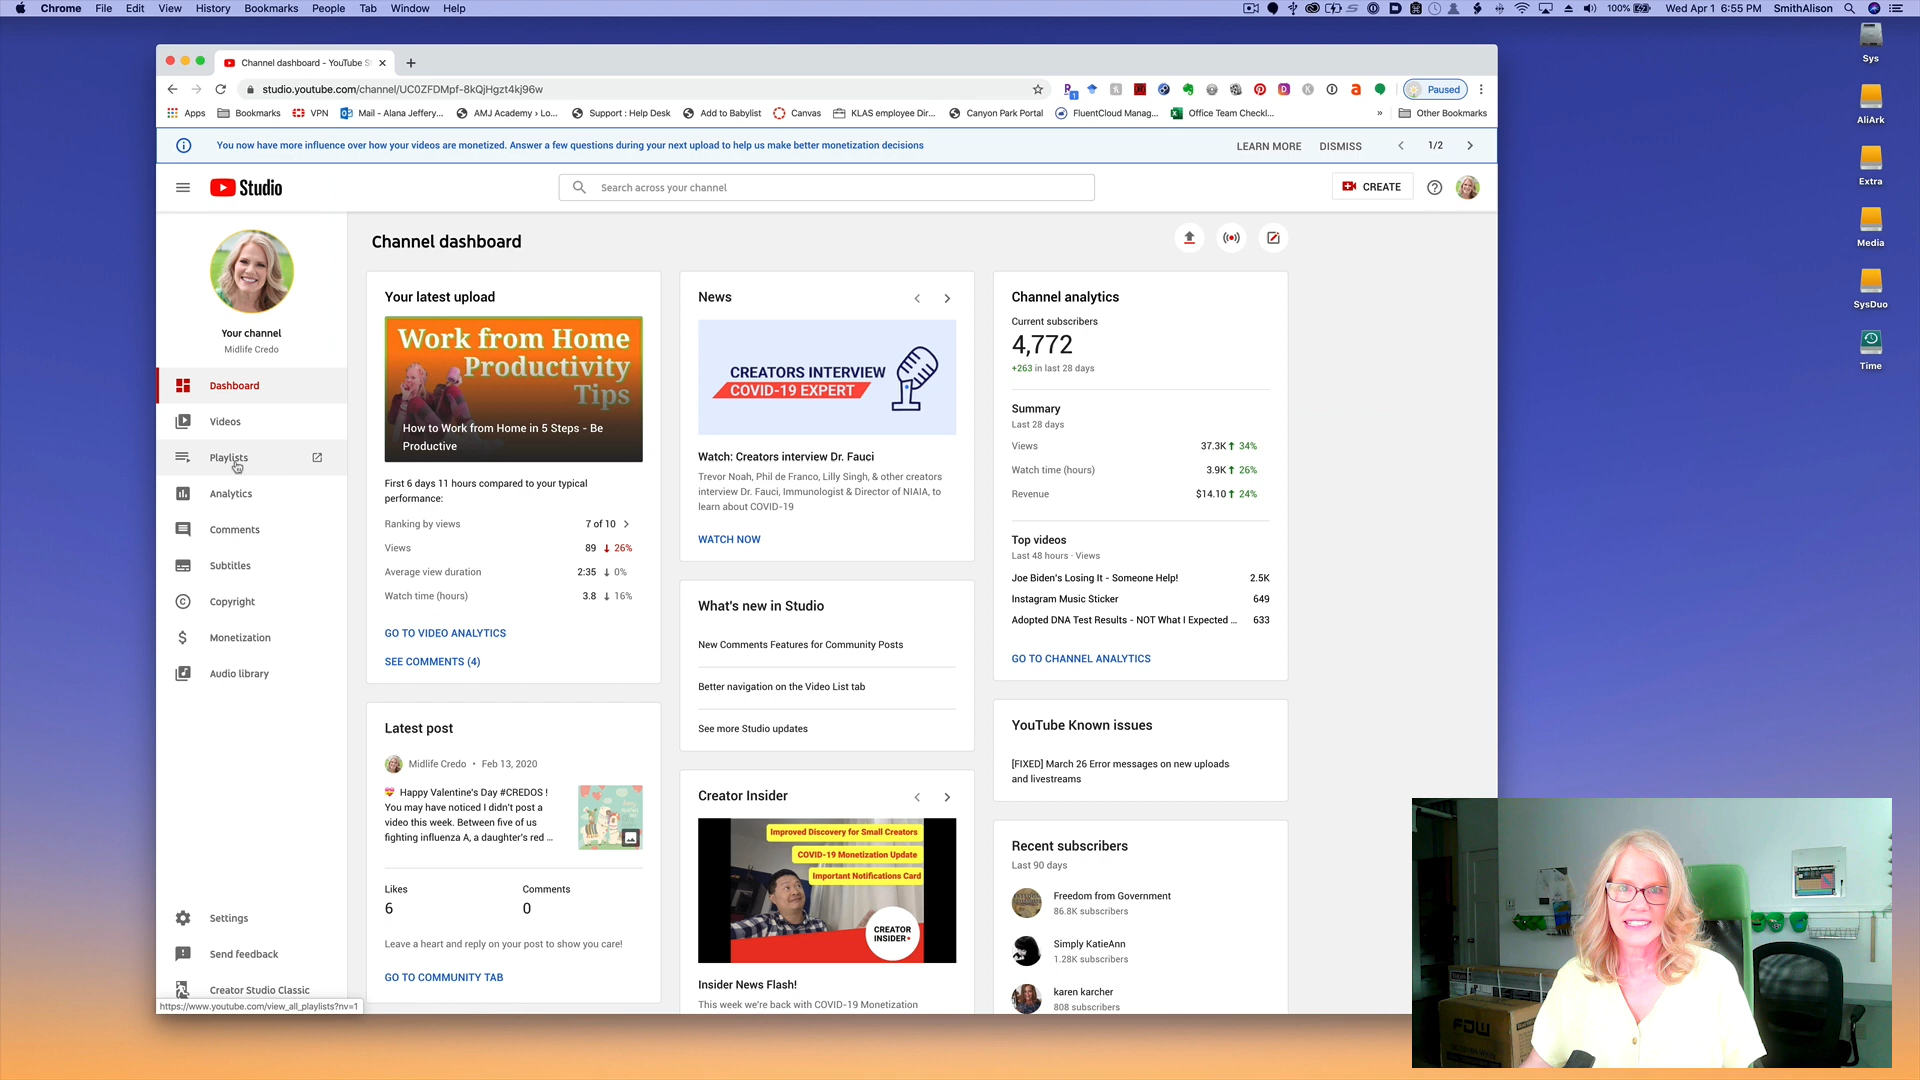 Chrome File Edit View History Bookmarks People Tab Window Help
100% Wed Apr 1 6:55 PM SmithAlison
Sys
AliArk
Extra
Media
SysDuo
Time
Channel dashboard - YouTube S
studio.youtube.com/channel/UC0ZFDMpf-8kQjHgzt4kj96w
Paused
Apps Bookmarks VPN Mail - Alana Jeffery... AMJ Academy › Lo... Support : Help Desk Add to Babylist Canvas KLAS employee Dir... Canyon Park Portal FluentCloud Manag... Office Team Checkl... » Other Bookmarks
You now have more influence over how your videos are monetized. Answer a few questions during your next upload to help us make better monetization decisions
LEARN MORE DISMISS 1/2
Studio
Search across your channel
CREATE
Your channel
Midlife Credo
Dashboard
Videos
Playlists
Analytics
Comments
Subtitles
Copyright
Monetization
Audio library
Settings
Send feedback
Creator Studio Classic
https://www.youtube.com/view_all_playlists?nv=1
Channel dashboard
Your latest upload
Work from Home
Productivity
Tips
How to Work from Home in 5 Steps - Be
Productive
First 6 days 11 hours compared to your typical
performance:
Ranking by views 7 of 10
Views 89 26%
Average view duration 2:35 0%
Watch time (hours) 3.8 16%
GO TO VIDEO ANALYTICS
SEE COMMENTS (4)
Latest post
Midlife Credo • Feb 13, 2020
Happy Valentine's Day #CREDOS !
You may have noticed I didn't post a
video this week. Between five of us
fighting influenza A, a daughter's red ...
Likes Comments
6 0
Leave a heart and reply on your post to show you care!
GO TO COMMUNITY TAB
News
CREATORS INTERVIEW
COVID-19 EXPERT
Watch: Creators interview Dr. Fauci
Trevor Noah, Phil de Franco, Lilly Singh, & other creators
interview Dr. Fauci, Immunologist & Director of NIAIA, to
learn about COVID-19
WATCH NOW
What's new in Studio
New Comments Features for Community Posts
Better navigation on the Video List tab
See more Studio updates
Creator Insider
Improved Discovery for Small Creators
COVID-19 Monetization Update
Important Notifications Card
CREATOR
INSIDER
Insider News Flash!
This week we're back with COVID-19 Monetization
Channel analytics
Current subscribers
4,772
+263 in last 28 days
Summary
Last 28 days
Views 37.3K 34%
Watch time (hours) 3.9K 26%
Revenue $14.10 24%
Top videos
Last 48 hours · Views
Joe Biden's Losing It - Someone Help! 2.5K
Instagram Music Sticker 649
Adopted DNA Test Results - NOT What I Expected ... 633
GO TO CHANNEL ANALYTICS
YouTube Known issues
[FIXED] March 26 Error messages on new uploads
and livestreams
Recent subscribers
Last 90 days
Freedom from Government
86.8K subscribers
Simply KatieAnn
1.28K subscribers
karen karcher
808 subscribers
FDW